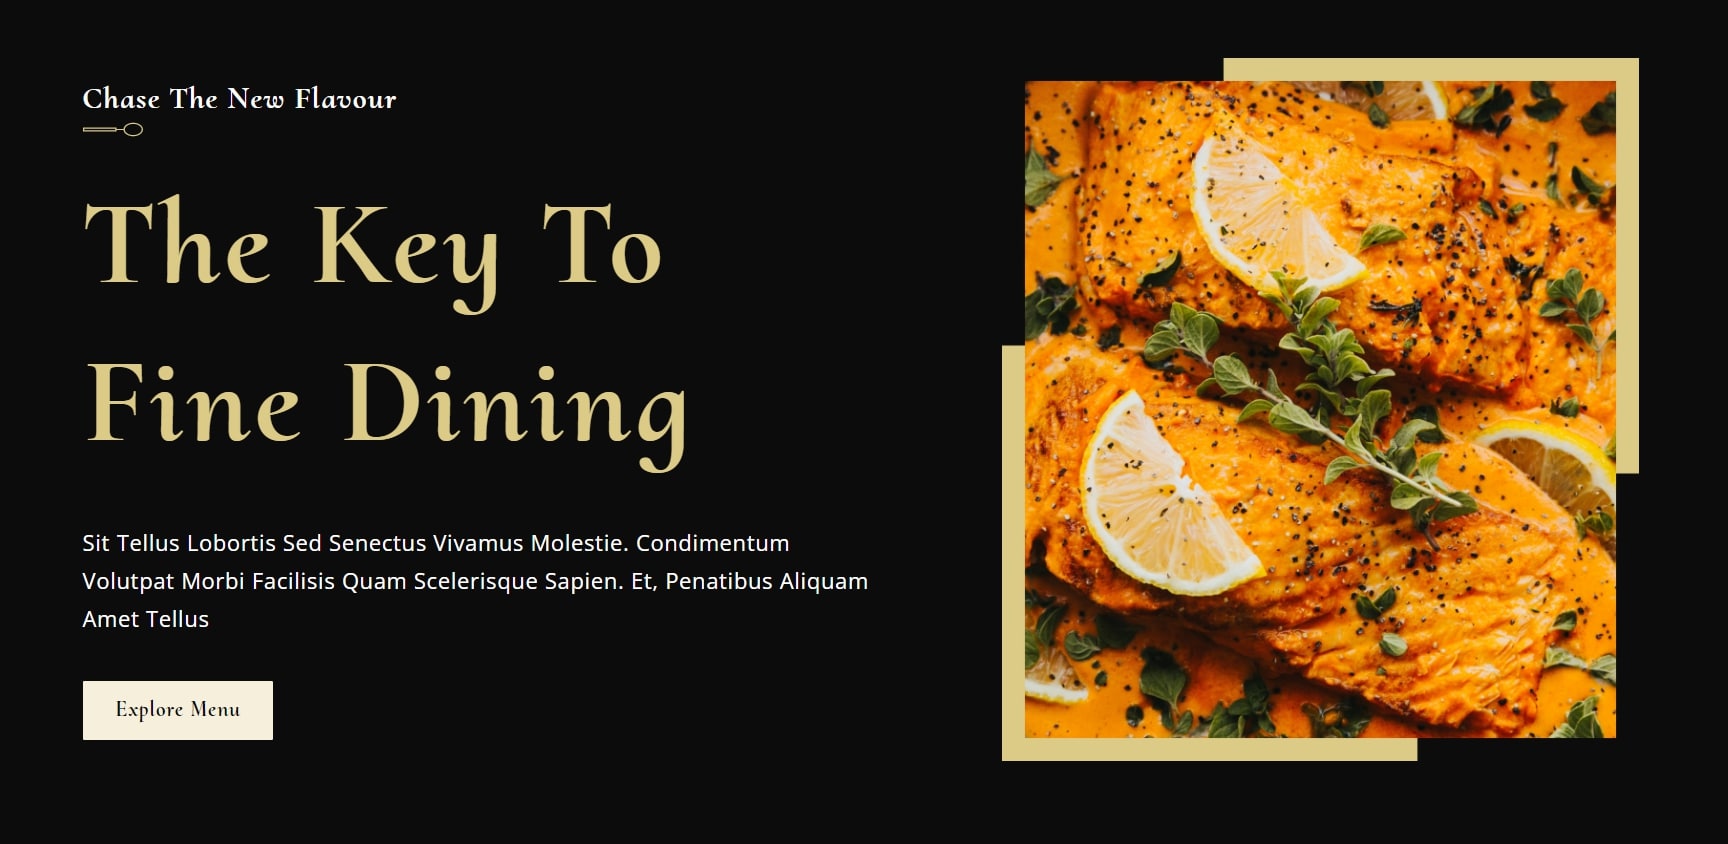 Chase The New Flavour
The Key To
Fine Dining
Sit Tellus Lobortis Sed Senectus Vivamus Molestie. Condimentum
Volutpat Morbi Facilisis Quam Scelerisque Sapien. Et, Penatibus Aliquam
Amet Tellus
Explore Menu